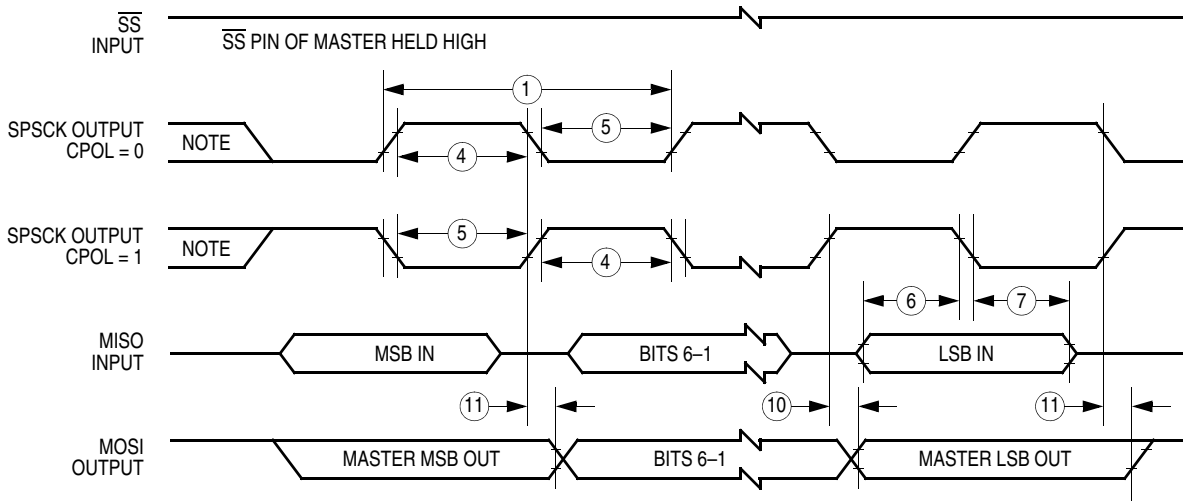 SS
INPUT
SS PIN OF MASTER HELD HIGH
1
SPSCK OUTPUT
CPOL = 0
NOTE
5
4
SPSCK OUTPUT
CPOL = 1
NOTE
5
4
6
7
MISO
INPUT
MSB IN
BITS 6–1
LSB IN
11
10
11
MOSI
OUTPUT
MASTER MSB OUT
BITS 6–1
MASTER LSB OUT